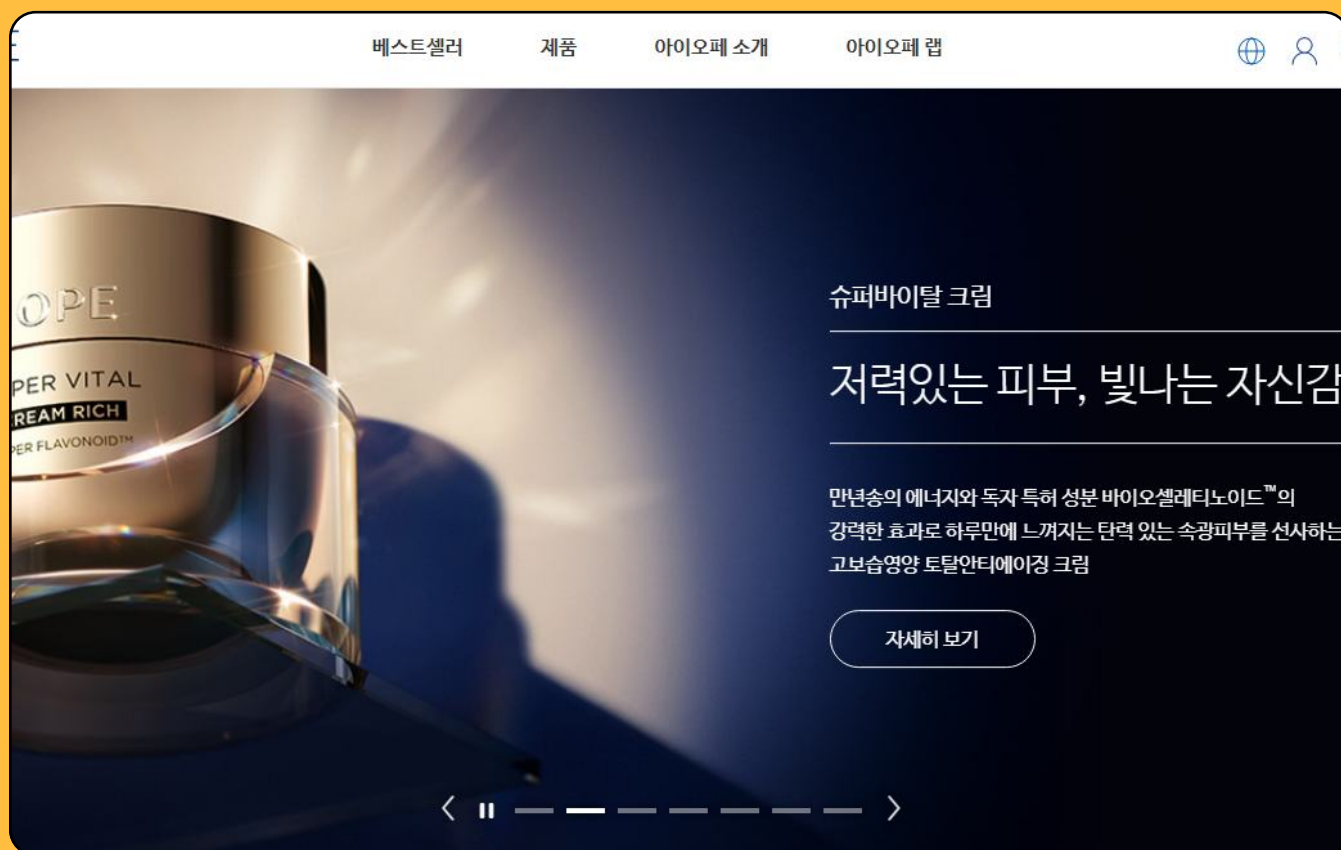 E
베스트셀러 제품 아이오페 소개 아이오페 랩
OPE
PER VITAL
REAM RICH
PER FLAVONOID™
슈퍼바이탈 크림
저력있는 피부, 빛나는 자신감
만년송의 에너지와 독자 특허 성분 바이오셀레티노이드™의
강력한 효과로 하루만에 느껴지는 탄력 있는 속광피부를 선사하는
고보습영양 토탈안티에이징 크림
자세히 보기